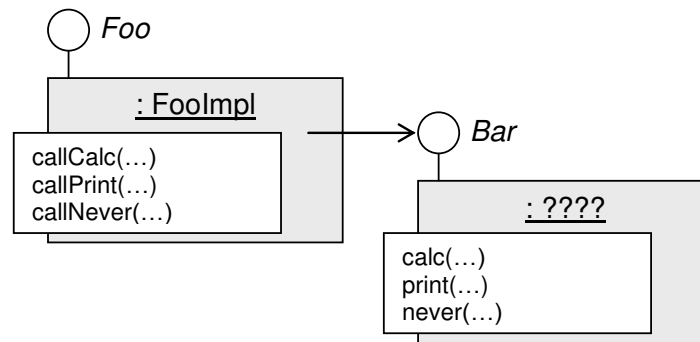 Foo
: FooImpl
callCalc(…)
callPrint(…)
callNever(…)
Bar
: ????
calc(…)
print(…)
never(…)